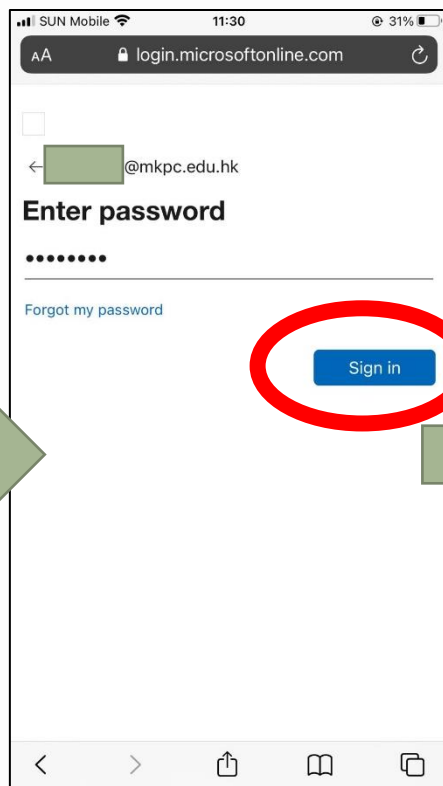 SUN Mobile 11:30 31%
AA login.microsoftonline.com
@mkpc.edu.hk
Enter password
••••••••
Forgot my password
Sign in